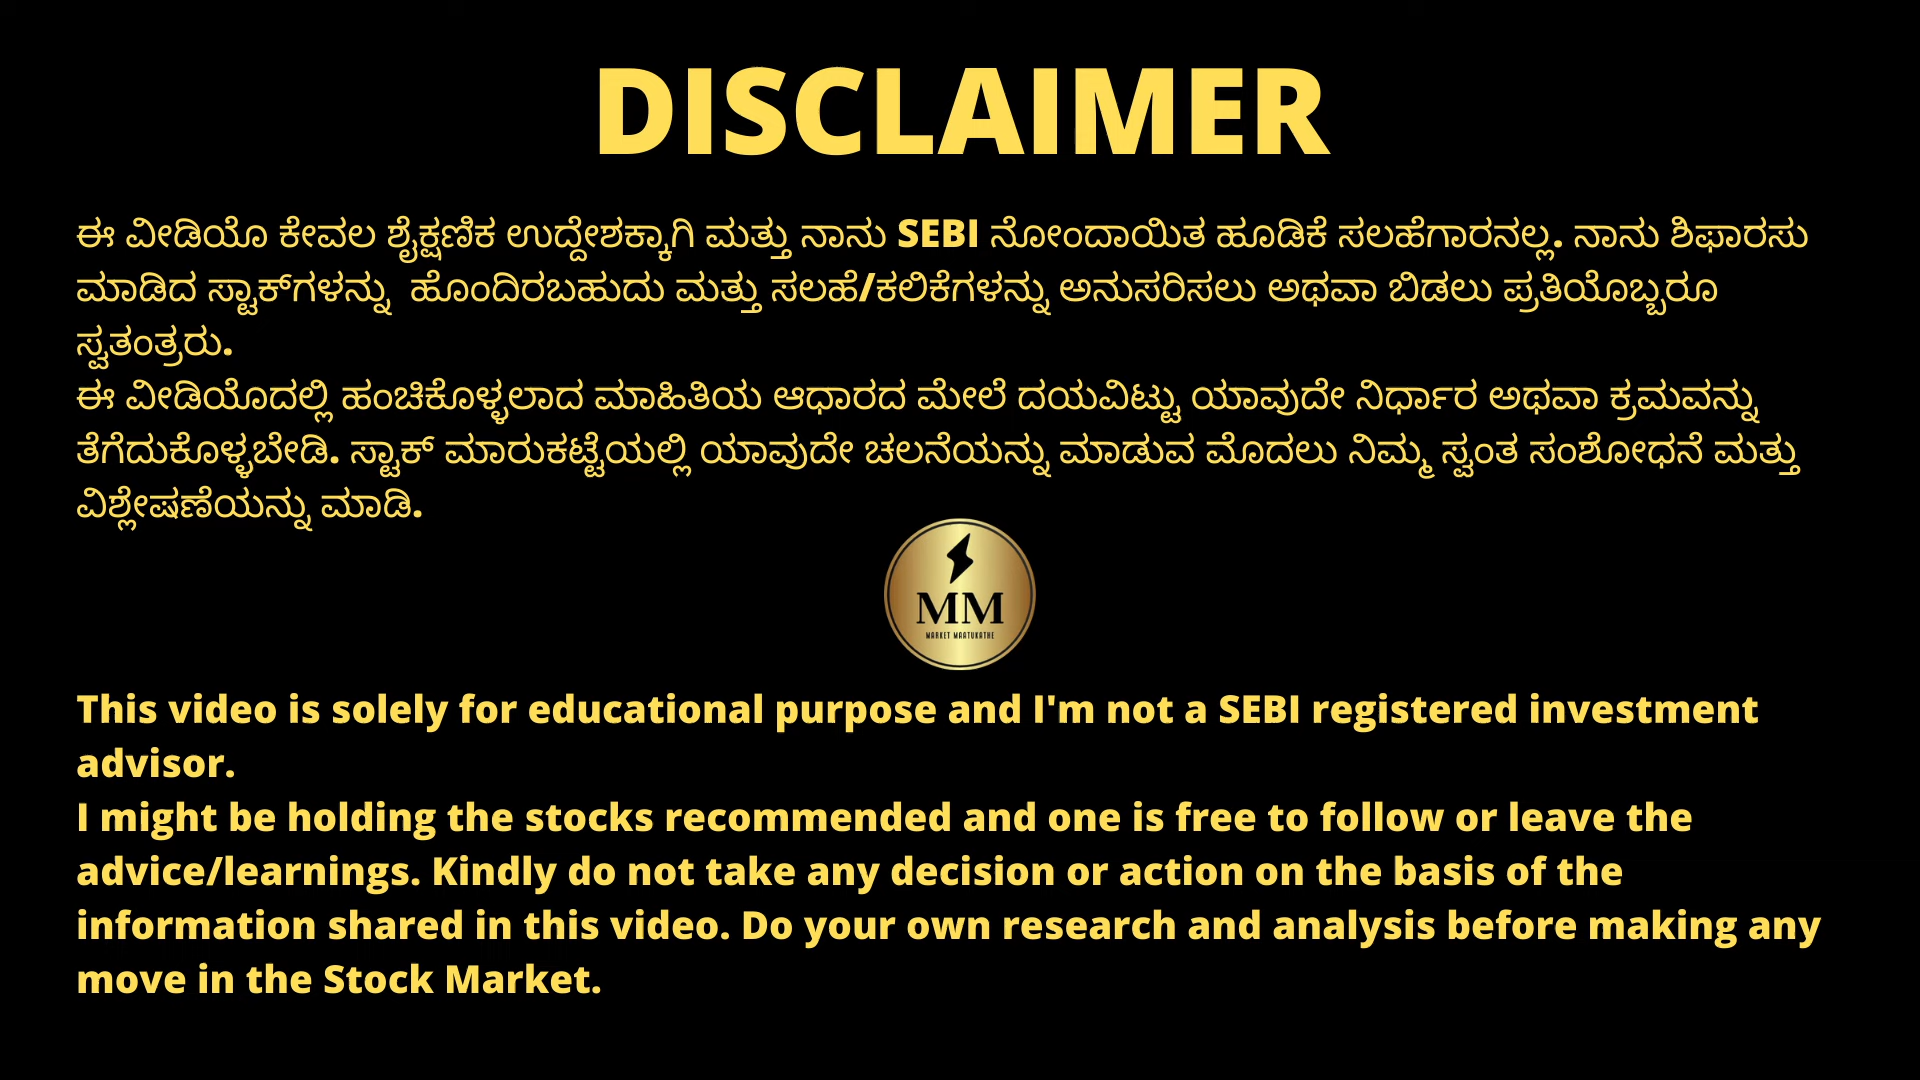 DISCLAIMER
ಈ ವೀಡಿಯೊ ಕೇವಲ ಶೈಕ್ಷಣಿಕ ಉದ್ದೇಶಕ್ಕಾಗಿ ಮತ್ತು ನಾನು SEBI ನೋಂದಾಯಿತ ಹೂಡಿಕೆ ಸಲಹೆಗಾರನಲ್ಲ. ನಾನು ಶಿಫಾರಸು
ಮಾಡಿದ ಸ್ಟಾಕ್‌ಗಳನ್ನು ಹೊಂದಿರಬಹುದು ಮತ್ತು ಸಲಹೆ/ಕಲಿಕೆಗಳನ್ನು ಅನುಸರಿಸಲು ಅಥವಾ ಬಿಡಲು ಪ್ರತಿಯೊಬ್ಬರೂ
ಸ್ವತಂತ್ರರು.
ಈ ವೀಡಿಯೊದಲ್ಲಿ ಹಂಚಿಕೊಳ್ಳಲಾದ ಮಾಹಿತಿಯ ಆಧಾರದ ಮೇಲೆ ದಯವಿಟ್ಟು ಯಾವುದೇ ನಿರ್ಧಾರ ಅಥವಾ ಕ್ರಮವನ್ನು
ತೆಗೆದುಕೊಳ್ಳಬೇಡಿ. ಸ್ಟಾಕ್ ಮಾರುಕಟ್ಟೆಯಲ್ಲಿ ಯಾವುದೇ ಚಲನೆಯನ್ನು ಮಾಡುವ ಮೊದಲು ನಿಮ್ಮ ಸ್ವಂತ ಸಂಶೋಧನೆ ಮತ್ತು
ವಿಶ್ಲೇಷಣೆಯನ್ನು ಮಾಡಿ.
MM
MARKET MAATUKATHE
This video is solely for educational purpose and I'm not a SEBI registered investment
advisor.
I might be holding the stocks recommended and one is free to follow or leave the
advice/learnings. Kindly do not take any decision or action on the basis of the
information shared in this video. Do your own research and analysis before making any
move in the Stock Market.